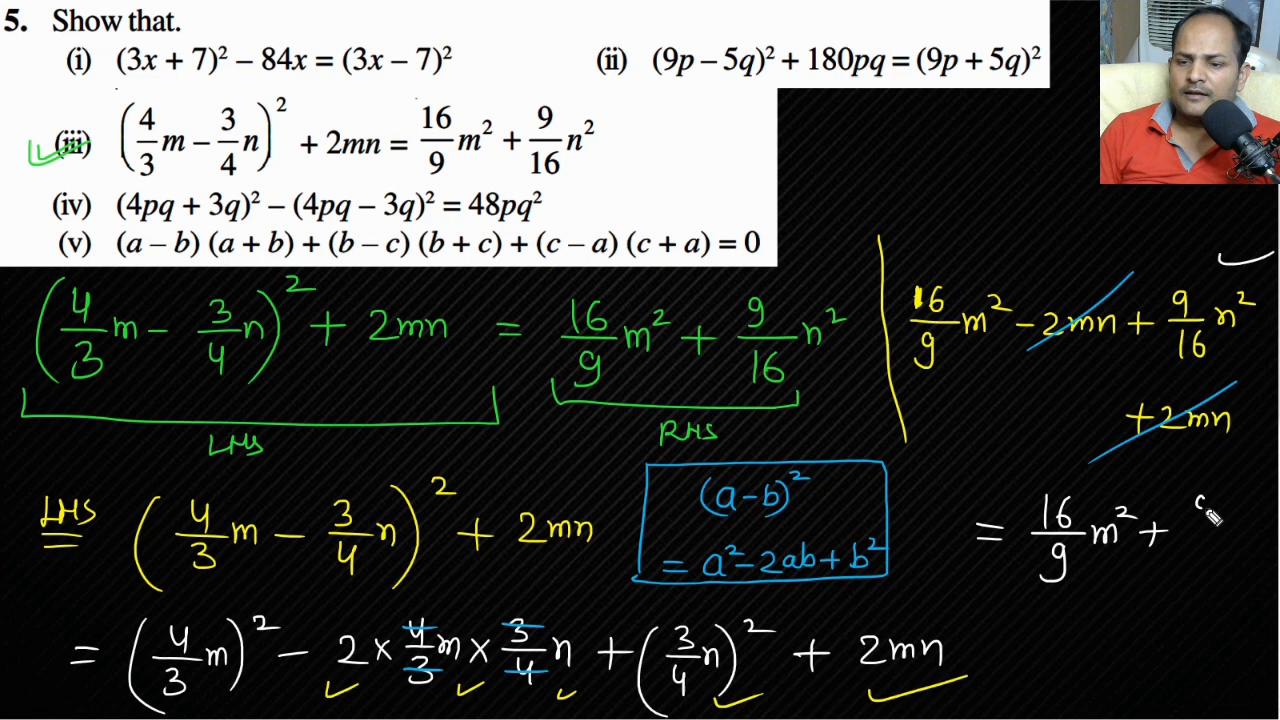 5. Show that.
(i) (3x + 7)² – 84x = (3x – 7)² (ii) (9p – 5q)² + 180pq = (9p + 5q)²
(iii) (4/3 m – 3/4 n)² + 2mn = 16/9 m² + 9/16 n²
(iv) (4pq + 3q)² – (4pq – 3q)² = 48pq²
(v) (a – b) (a + b) + (b – c) (b + c) + (c – a) (c + a) = 0
(4/3 m – 3/4 n)² + 2mn = 16/9 m² + 9/16 n²
LHS RHS
LHS (4/3 m – 3/4 n)² + 2mn
= (4/3 m)² – 2 × 4/3 m × 3/4 n + (3/4 n)² + 2mn
(a-b)²
= a² – 2ab + b²
16/9 m² – 2mn + 9/16 n²
+ 2mn
= 16/9 m² +